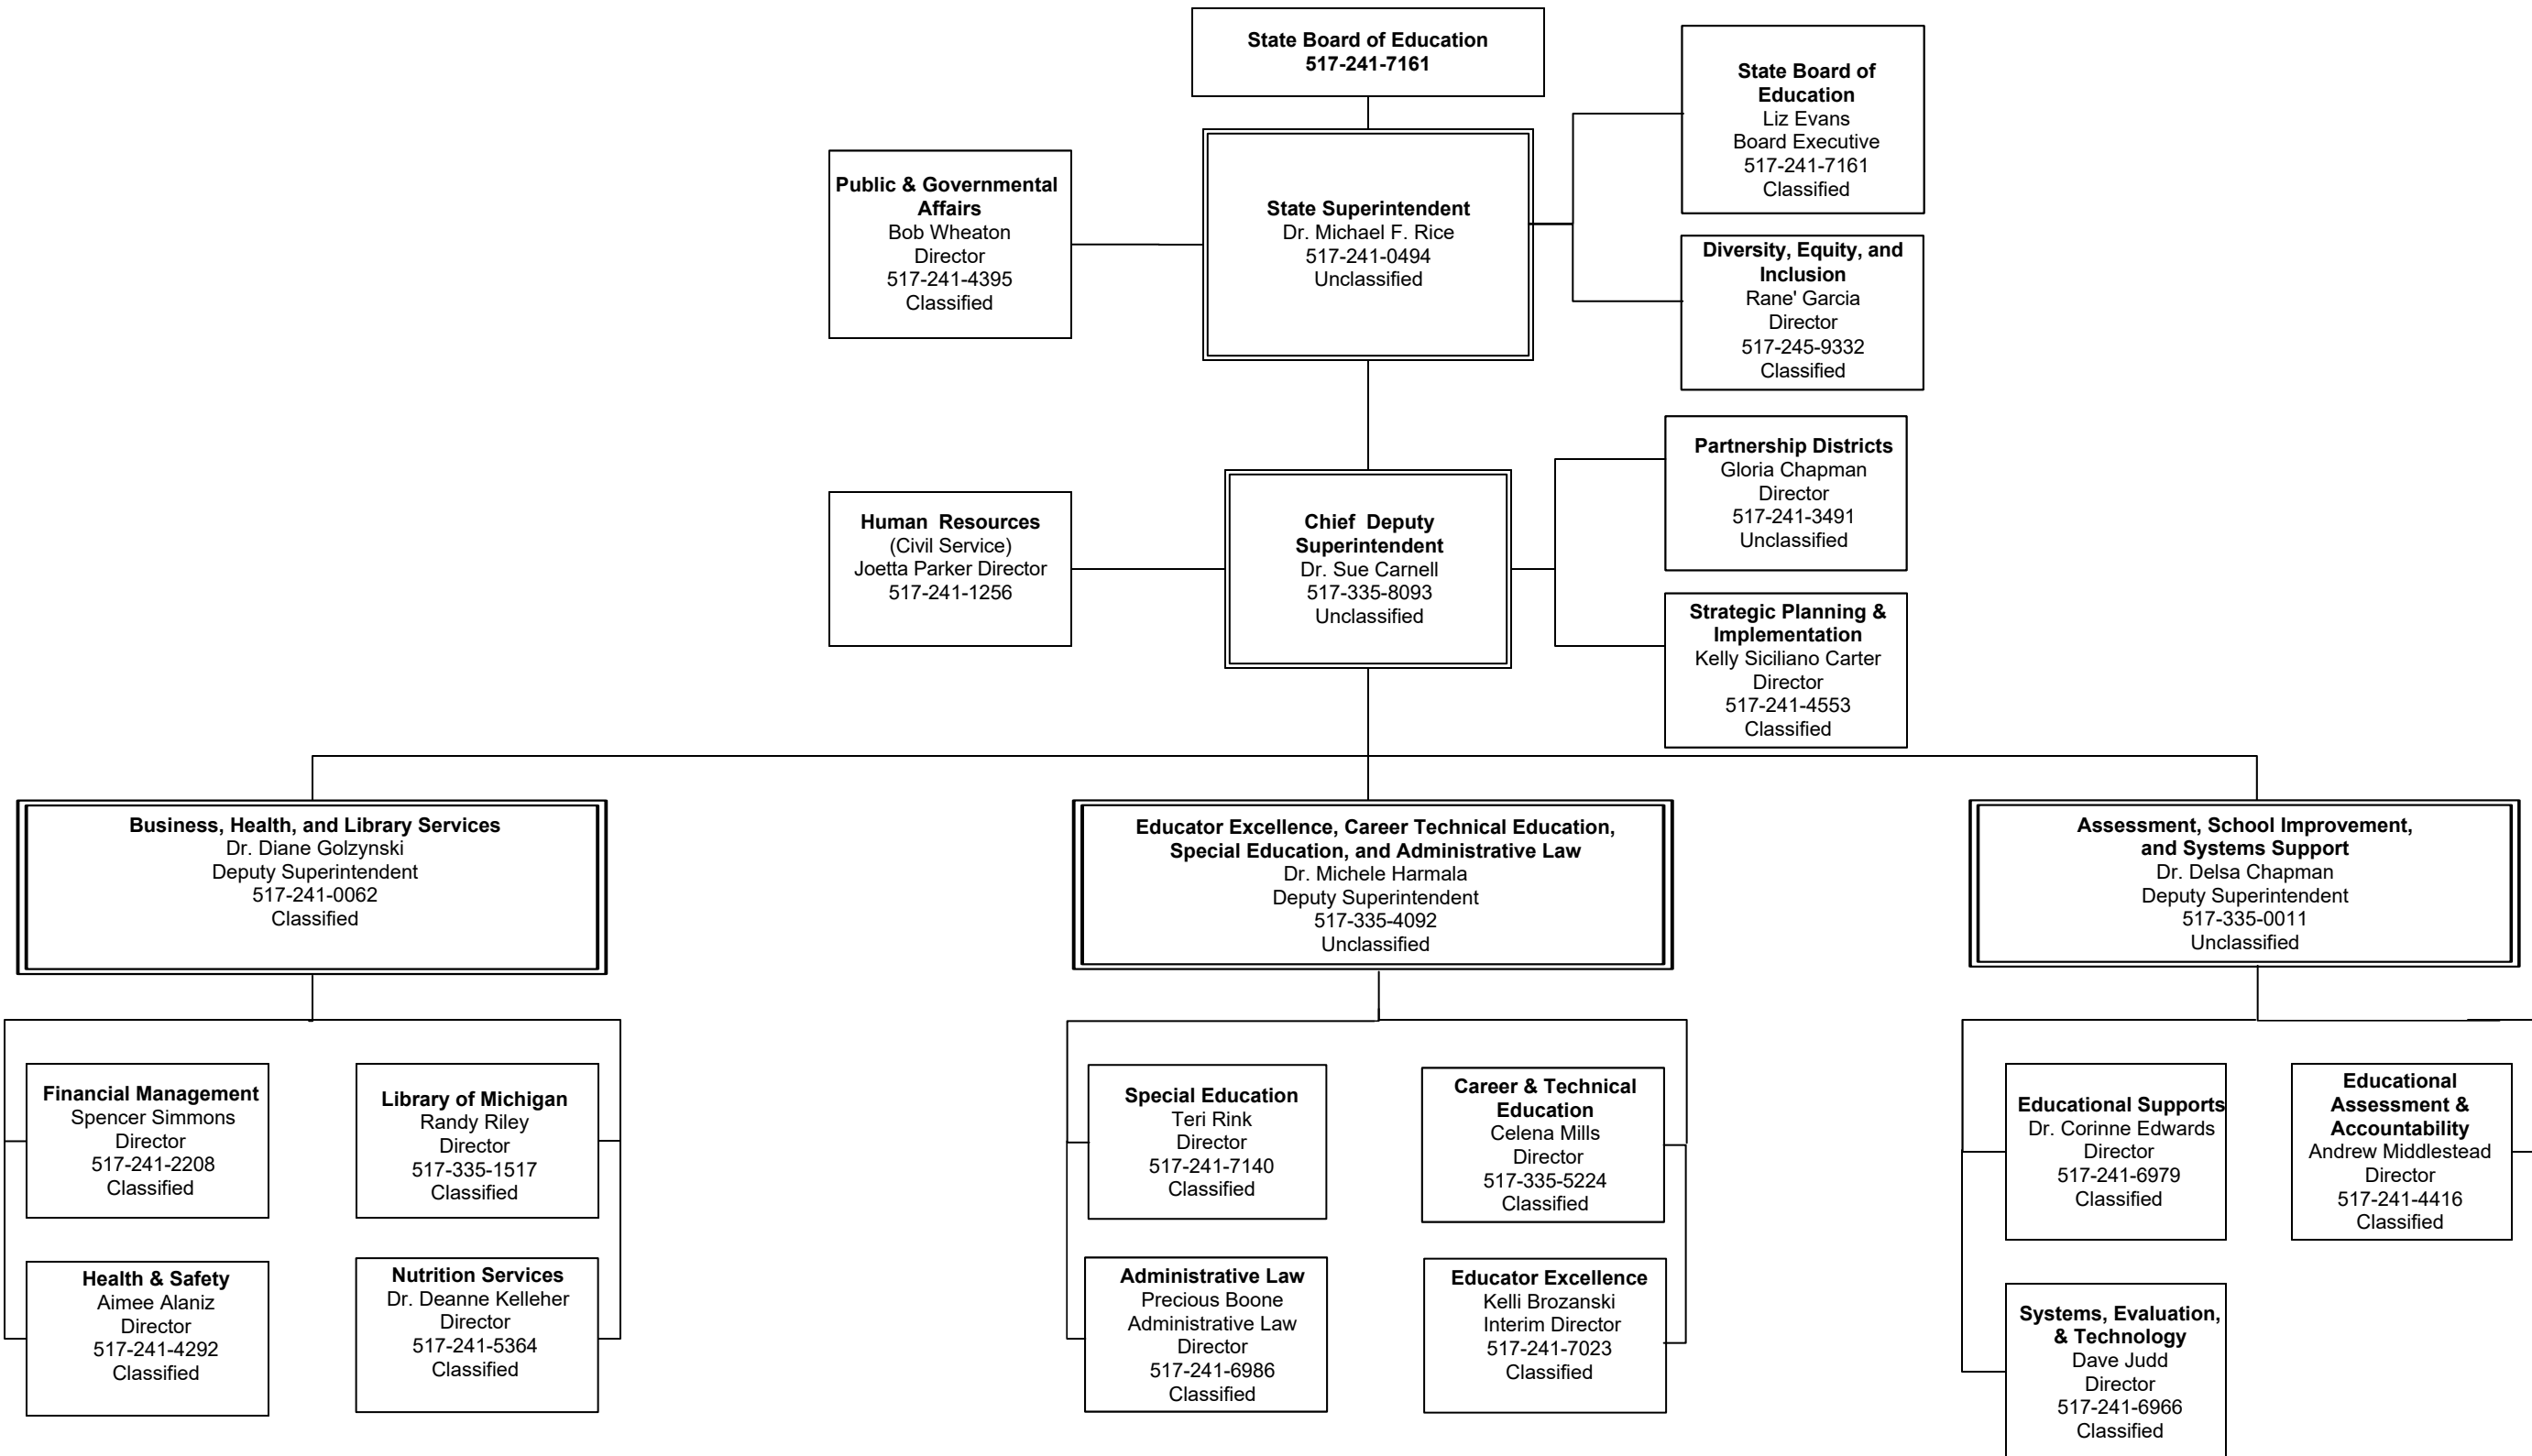 State Board of Education
517-241-7161
State Board of
Education
Liz Evans
Board Executive
517-241-7161
Classified
Public & Governmental
Affairs
Bob Wheaton
Director
517-241-4395
Classified
State Superintendent
Dr. Michael F. Rice
517-241-0494
Unclassified
Diversity, Equity, and
Inclusion
Rane' Garcia
Director
517-245-9332
Classified
Partnership Districts
Gloria Chapman
Director
517-241-3491
Unclassified
Human  Resources
(Civil Service)
Joetta Parker Director
517-241-1256
Chief  Deputy
Superintendent
Dr. Sue Carnell
517-335-8093
Unclassified
Strategic Planning &
Implementation
Kelly Siciliano Carter
Director
517-241-4553
Classified
Business, Health, and Library Services
Dr. Diane Golzynski
Deputy Superintendent
517-241-0062
Classified
Educator Excellence, Career Technical Education,
Special Education, and Administrative Law
Dr. Michele Harmala
Deputy Superintendent
517-335-4092
Unclassified
Assessment, School Improvement,
and Systems Support
Dr. Delsa Chapman
Deputy Superintendent
517-335-0011
Unclassified
Financial Management
Spencer Simmons
Director
517-241-2208
Classified
Library of Michigan
Randy Riley
Director
517-335-1517
Classified
Special Education
Teri Rink
Director
517-241-7140
Classified
Career & Technical
Education
Celena Mills
Director
517-335-5224
Classified
Educational Supports
Dr. Corinne Edwards
Director
517-241-6979
Classified
Educational
Assessment &
Accountability
Andrew Middlestead
Director
517-241-4416
Classified
Health & Safety
Aimee Alaniz
Director
517-241-4292
Classified
Nutrition Services
Dr. Deanne Kelleher
Director
517-241-5364
Classified
Administrative Law
Precious Boone
Administrative Law
Director
517-241-6986
Classified
Educator Excellence
Kelli Brozanski
Interim Director
517-241-7023
Classified
Systems, Evaluation,
& Technology
Dave Judd
Director
517-241-6966
Classified